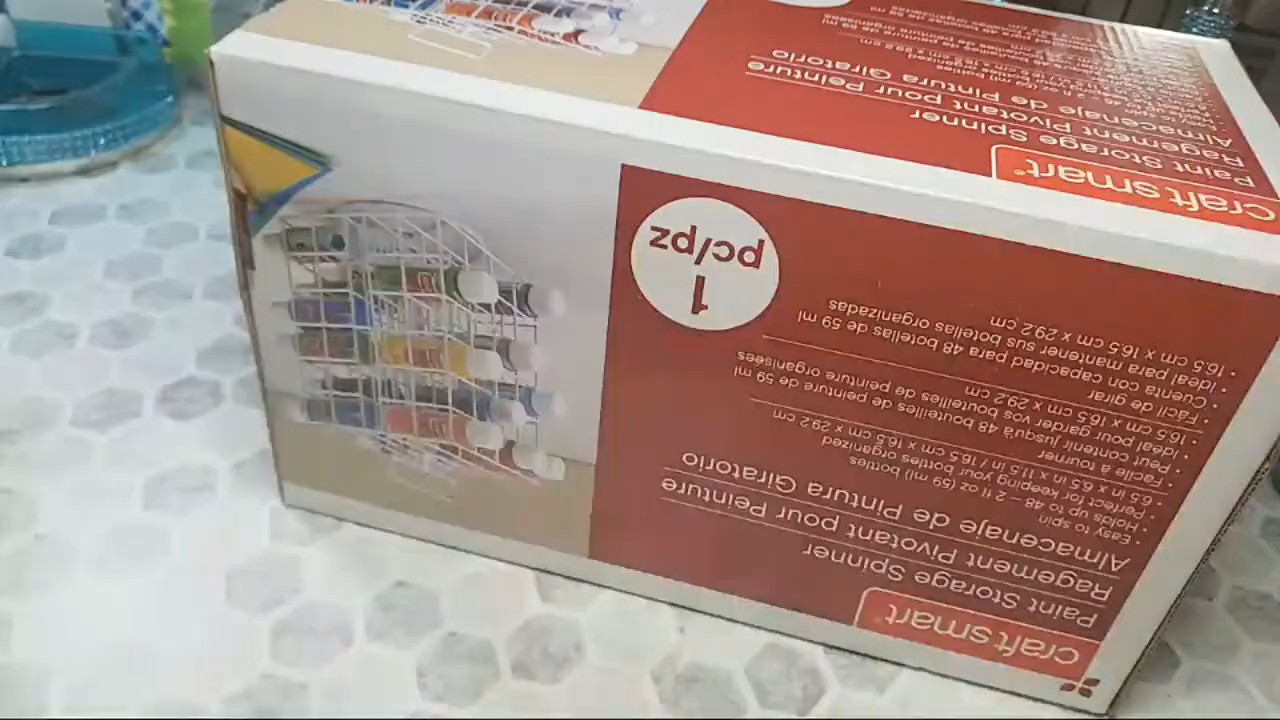 craft smart
Paint Storage Spinner
Ragement Pivotant pour Peinture
Almacenaje de Pintura Giratorio
• Easy to spin
• Holds up to 48 – 2 fl oz (59 ml) bottles
• Perfect for keeping your bottles organized
• 6.5 in x 6.5 in x 11.5 in / 16.5 cm x 16.5 cm x 29.2 cm
• Facile à tourner
• Peut contenir jusqu'à 48 bouteilles de peinture de 59 ml
• Idéal pour garder vos bouteilles de peinture organisées
• 16.5 cm x 16.5 cm x 29.2 cm
• Fácil de girar
• Cuenta con capacidad para 48 botellas de 59 ml
• Ideal para mantener sus botellas organizadas
• 16.5 cm x 16.5 cm x 29.2 cm
1
pc/pz
craft smart®
Paint Storage Spinner
Ragement Pivotant pour Peinture
Almacenaje de Pintura Giratorio